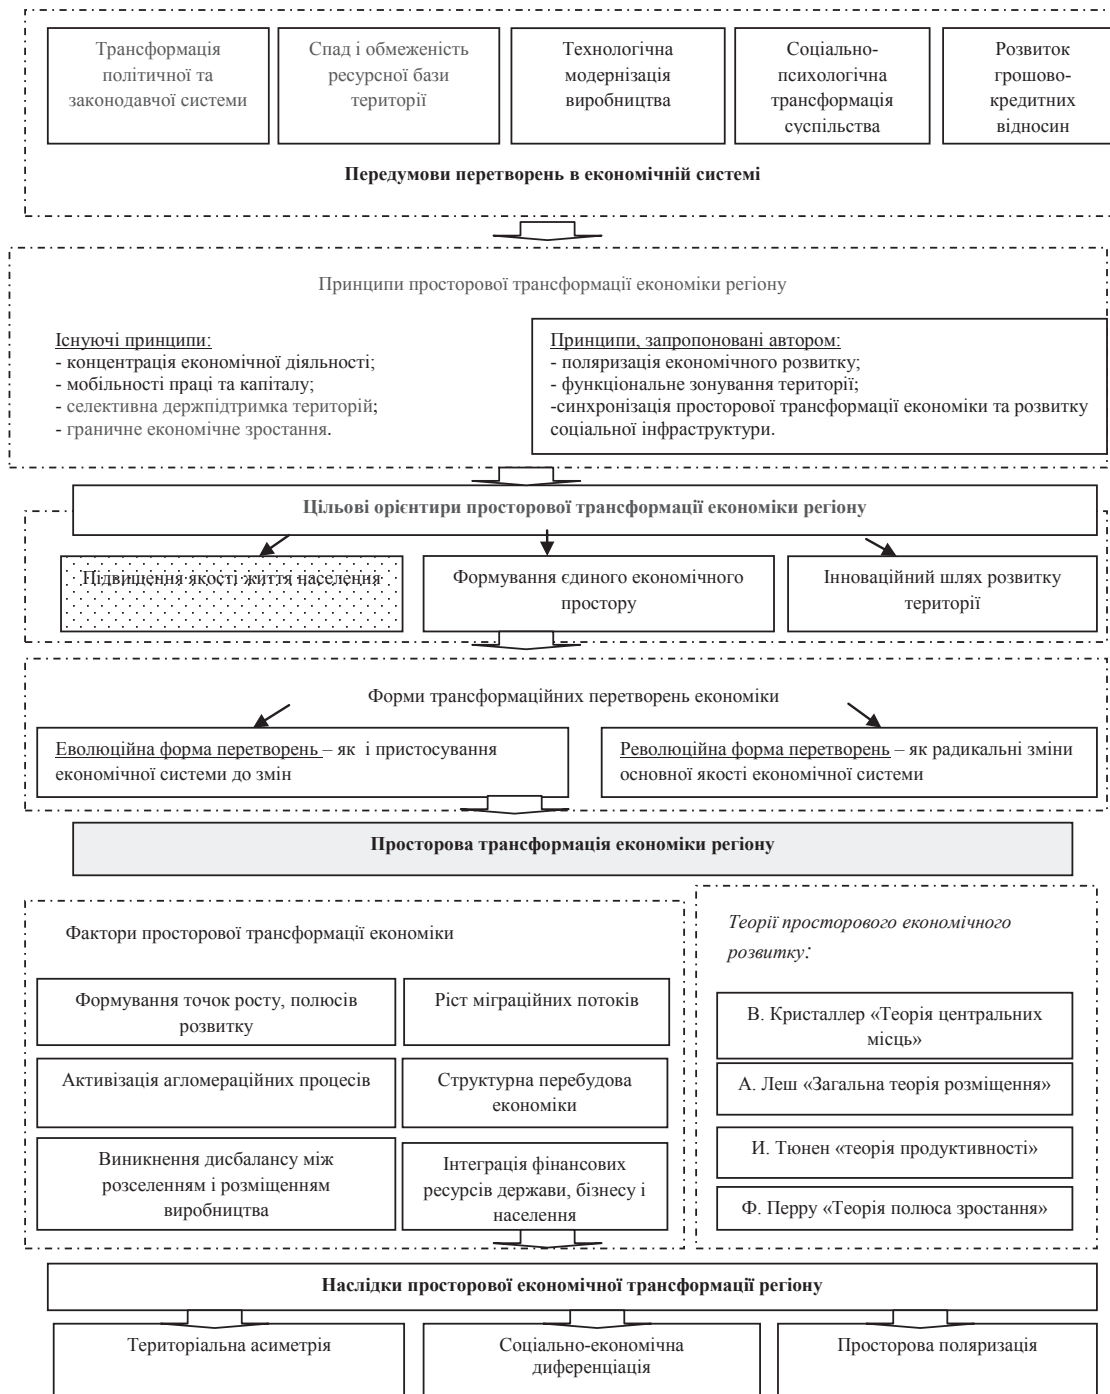 Трансформація
політичної та
законодавчої системи
Спад і обмеженість
ресурсної бази
території
Технологічна
модернізація
виробництва
Соціально-
психологічна
трансформація
суспільства
Розвиток
грошово-
кредитних
відносин
Передумови перетворень в економічній системі
Принципи просторової трансформації економіки регіону
Існуючі принципи:
- концентрація економічної діяльності;
- мобільності праці та капіталу;
- селективна держпідтримка територій;
- граничне економічне зростання.
Принципи, запропоновані автором:
- поляризація економічного розвитку;
- функціональне зонування території;
-синхронізація просторової трансформації економіки та розвитку
соціальної інфраструктури.
Цільові орієнтири просторової трансформації економіки регіону
Підвищення якості життя населення
Формування єдиного економічного
простору
Інноваційний шлях розвитку
території
Форми трансформаційних перетворень економіки
Еволюційна форма перетворень – як і пристосування
економічної системи до змін
Революційна форма перетворень – як радикальні зміни
основної якості економічної системи
Просторова трансформація економіки регіону
Фактори просторової трансформації економіки
Формування точок росту, полюсів
розвитку
Ріст міграційних потоків
Активізація агломераційних процесів
Структурна перебудова
економіки
Виникнення дисбалансу між
розселенням і розміщенням
виробництва
Інтеграція фінансових
ресурсів держави, бізнесу і
населення
Теорії просторового економічного
розвитку:
В. Кристаллер «Теорія центральних
місць»
А. Леш «Загальна теорія розміщення»
И. Тюнен «теорія продуктивності»
Ф. Перру «Теорія полюса зростання»
Наслідки просторової економічної трансформації регіону
Територіальна асиметрія
Соціально-економічна
диференціація
Просторова поляризація